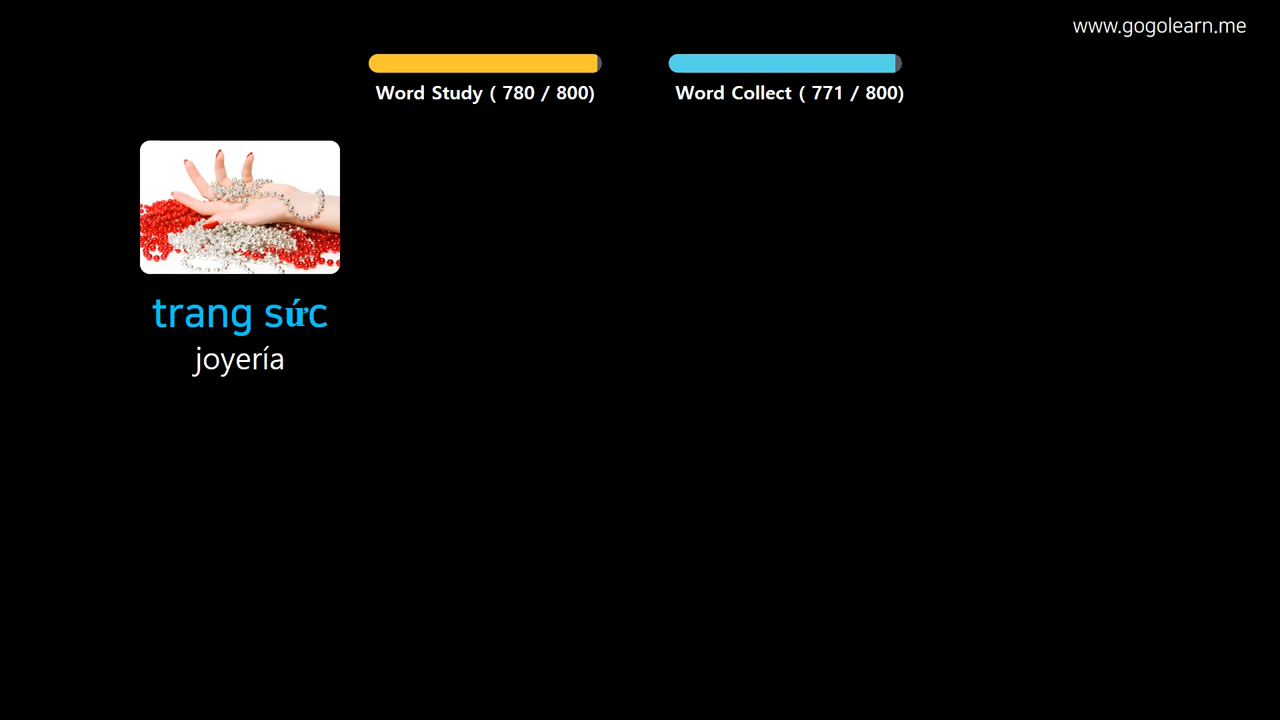 www.gogolearn.me
Word Study ( 780 / 800)
Word Collect ( 771 / 800)
trang sức
joyería